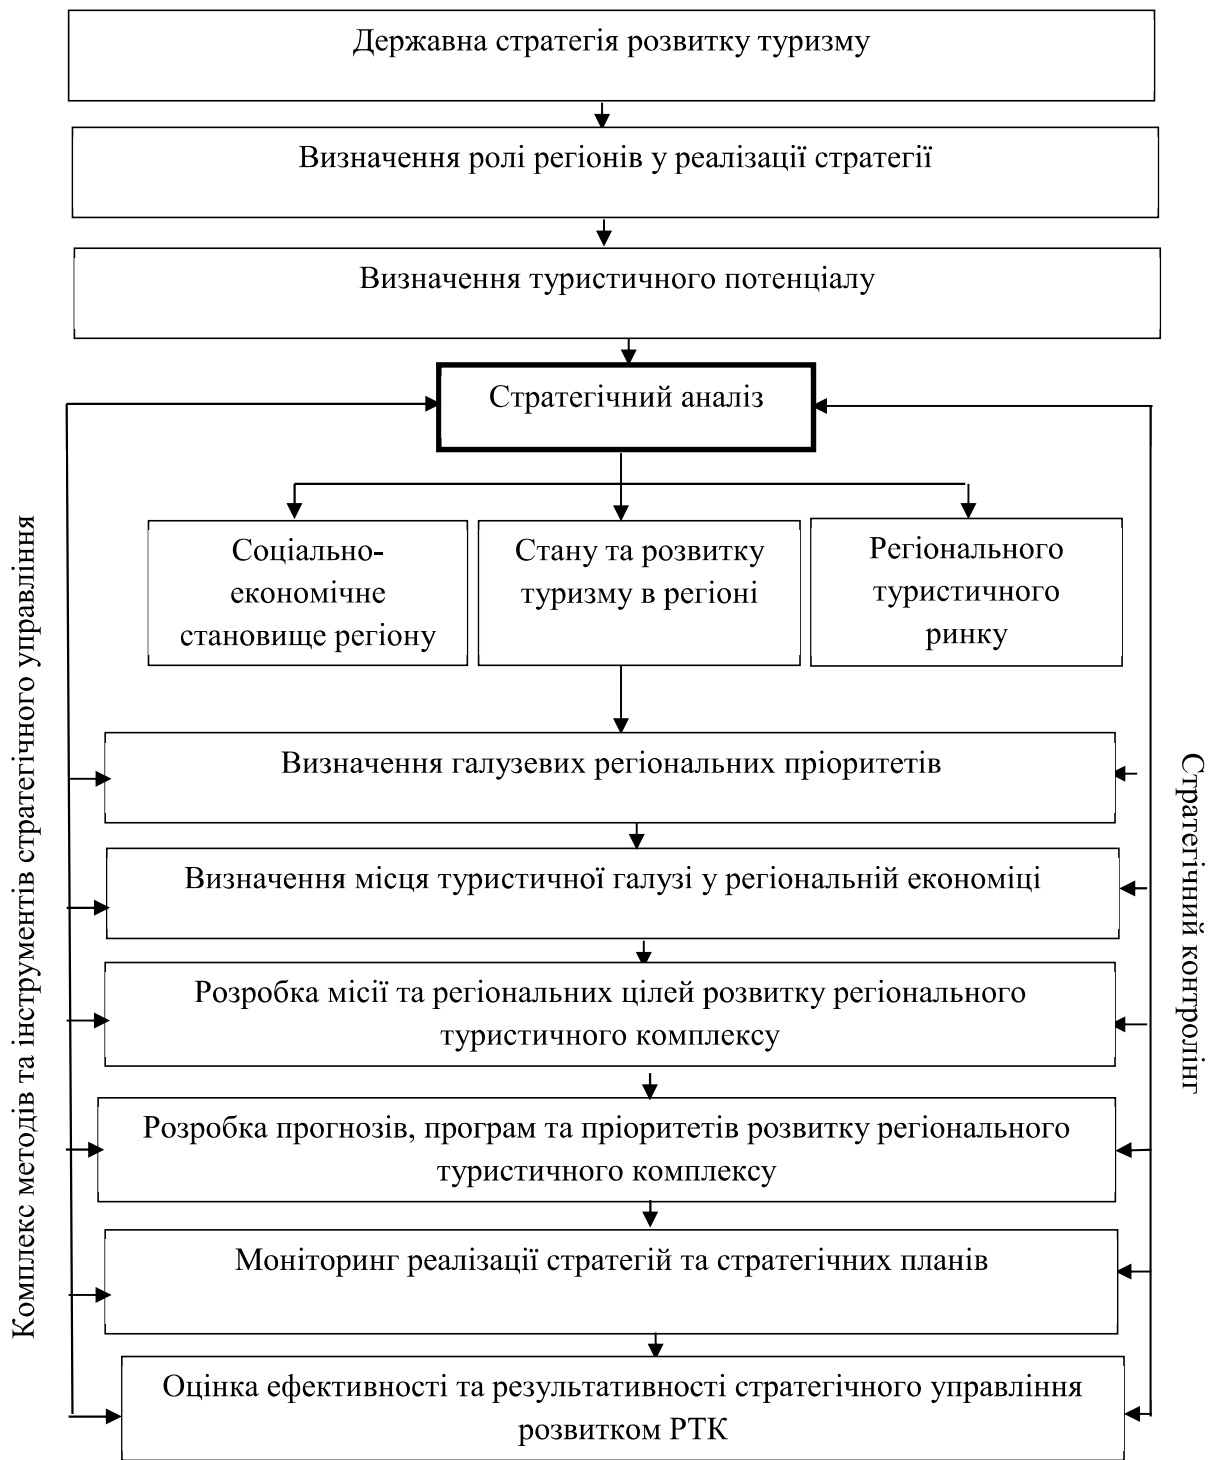 Державна стратегія розвитку туризму
Визначення ролі регіонів у реалізації стратегії
Визначення туристичного потенціалу
Стратегічний аналіз
Соціально-
економічне
становище регіону
Стану та розвитку
туризму в регіоні
Регіонального
туристичного
ринку
Визначення галузевих регіональних пріоритетів
Визначення місця туристичної галузі у регіональній економіці
Розробка місії та регіональних цілей розвитку регіонального
туристичного комплексу
Розробка прогнозів, програм та пріоритетів розвитку регіонального
туристичного комплексу
Моніторинг реалізації стратегій та стратегічних планів
Оцінка ефективності та результативності стратегічного управління
розвитком РТК
Комплекс методів та інструментів стратегічного управління
Стратегічний контролінг